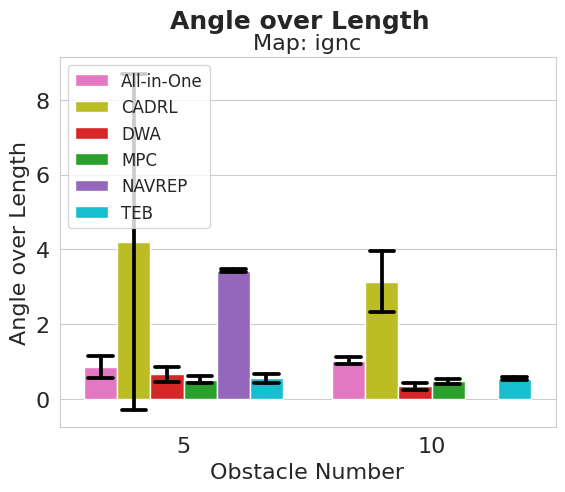 Angle over Length
Map: ignc
Angle over Length
8
6
4
2
0
All-in-One
CADRL
DWA
MPC
NAVREP
TEB
5
10
Obstacle Number